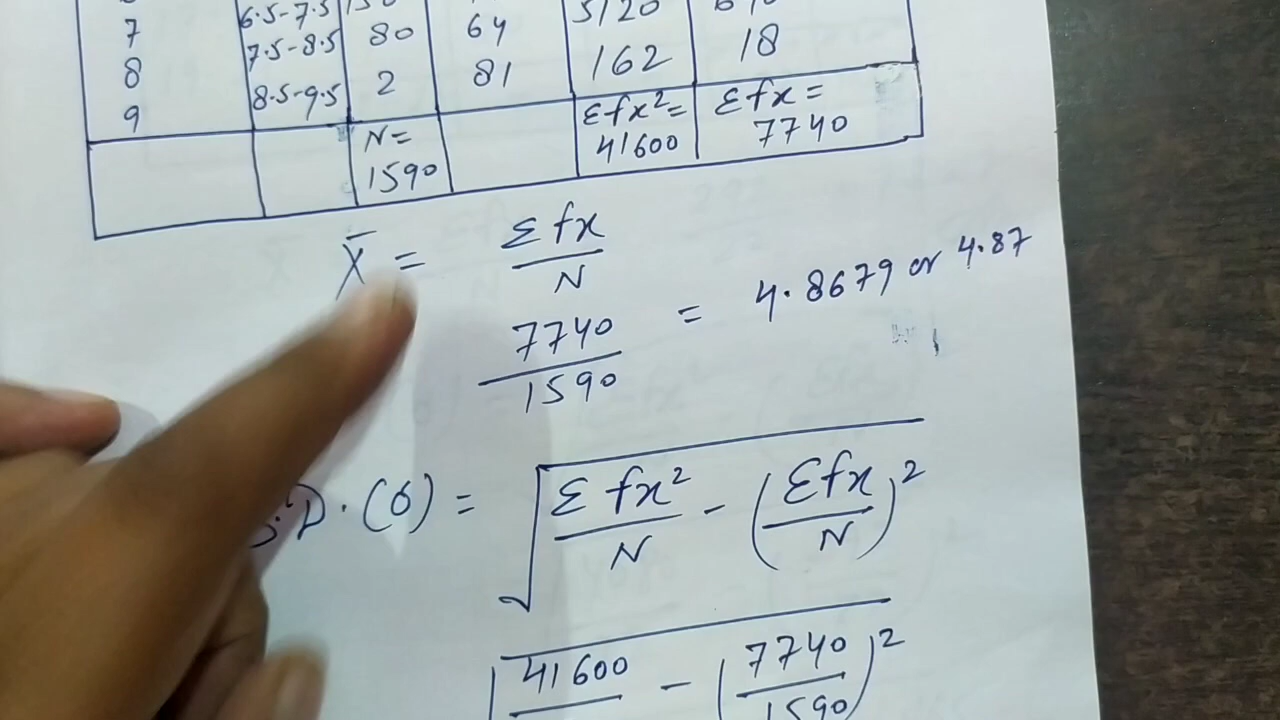 7 6.5-7.5
8 7.5-8.5 80 64 5120
9 8.5-9.5 2 81 162 18
N= 1590 Σfx²= 41600 Σfx= 7740
X̄ = Σfx / N
7740 / 1590 = 4.8679 or 4.87
S.D. (σ) = √ Σfx² / N - (Σfx / N)²
√ 41600 - (7740 / 1590)²